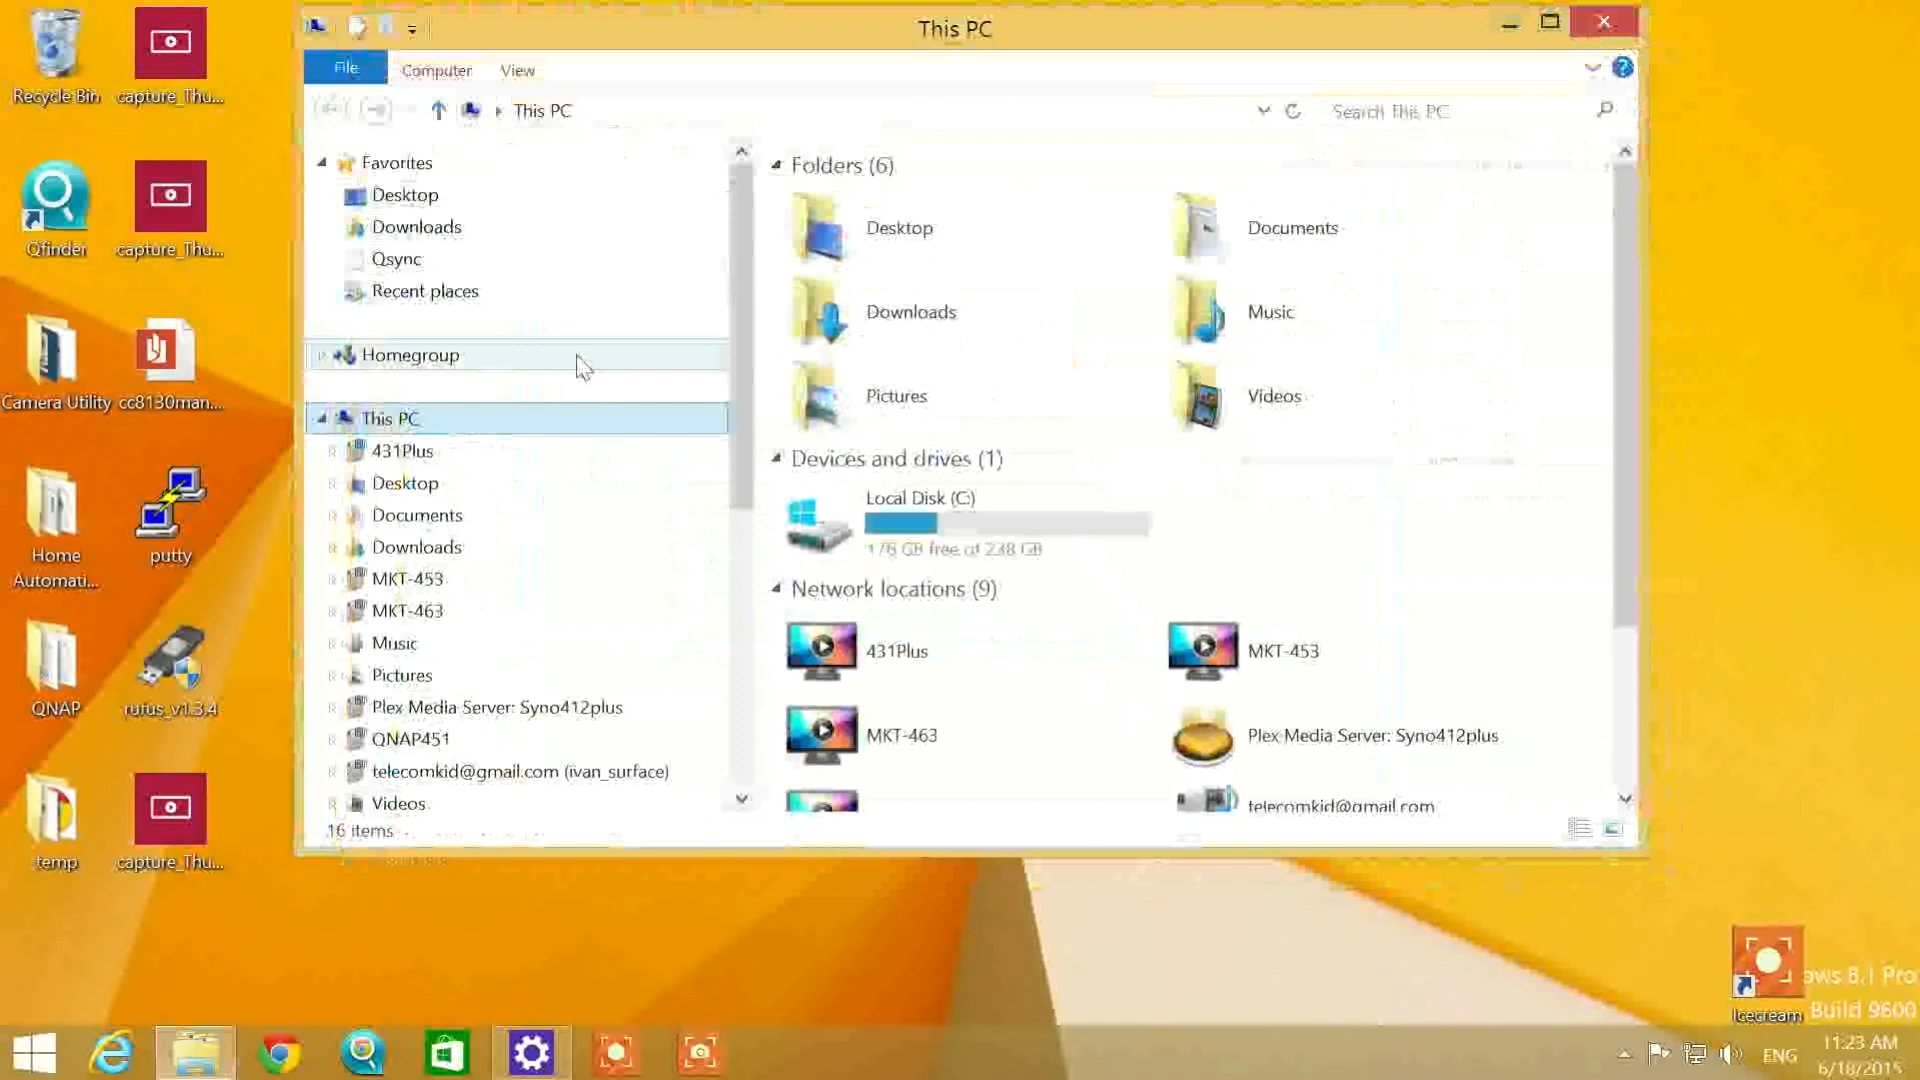 This PC
File
Computer
View
This PC
Search This PC
Recycle Bin
capture_Thu...
Qfinder
capture_Thu...
Camera Utility
cc8130man....
Home
Automati...
putty
QNAP
rufus_v1.3.4
temp
capture_Thu...
Favorites
Desktop
Downloads
Qsync
Recent places
Homegroup
This PC
431Plus
Desktop
Documents
Downloads
MKT-453
MKT-463
Music
Pictures
Plex Media Server: Syno412plus
QNAP451
telecomkid@gmail.com (ivan_surface)
Videos
16 items
Folders (6)
Desktop
Documents
Downloads
Music
Pictures
Videos
Devices and drives (1)
Local Disk (C:)
176 GB free of 238 GB
Network locations (9)
431Plus
MKT-453
MKT-463
Plex Media Server: Syno412plus
telecomkid@gmail.com
ows 8.1 Pro
Build 9600
Icecream
ENG
11:23 AM
6/18/2015